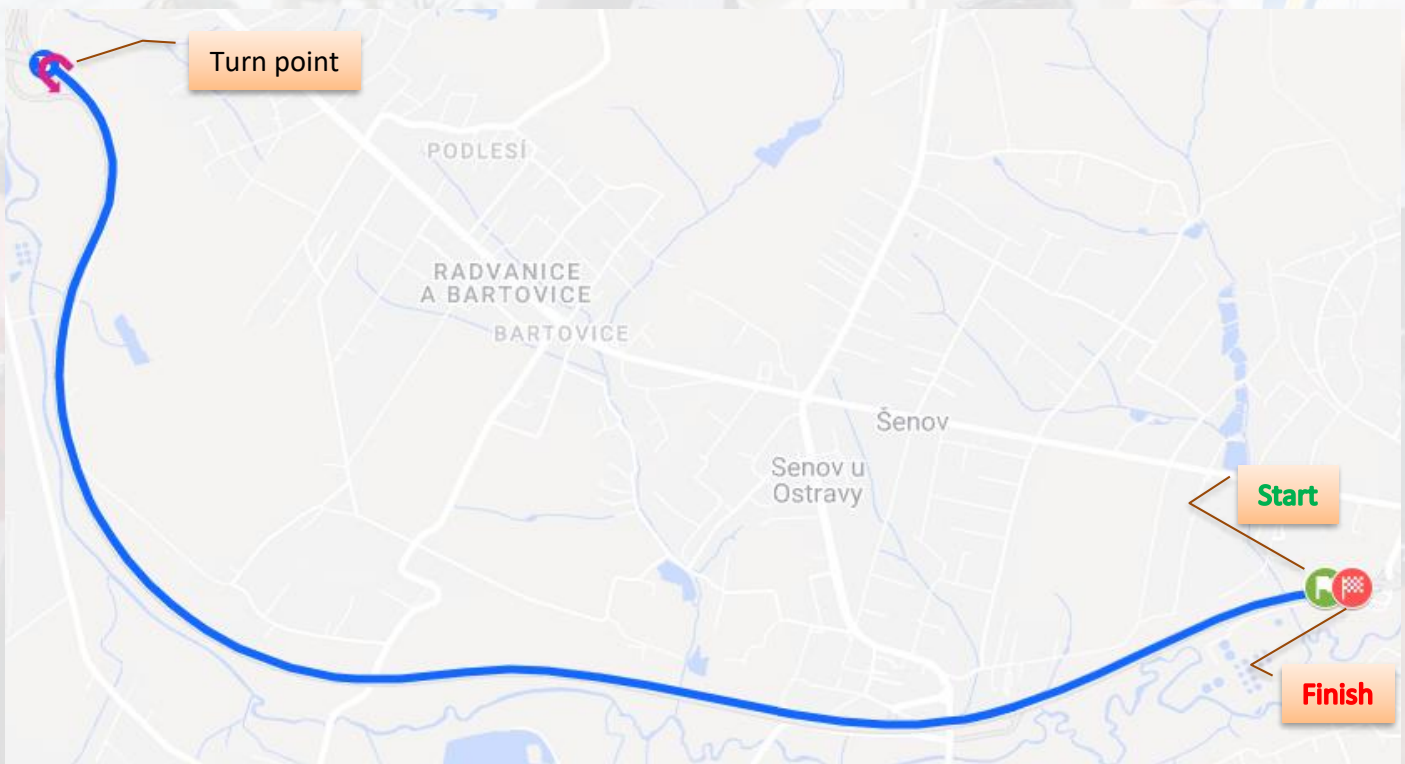 Turn point
PODLESÍ
RADVANICE
A BARTOVICE
BARTOVICE
Šenov
Senov u
Ostravy
Start
Finish